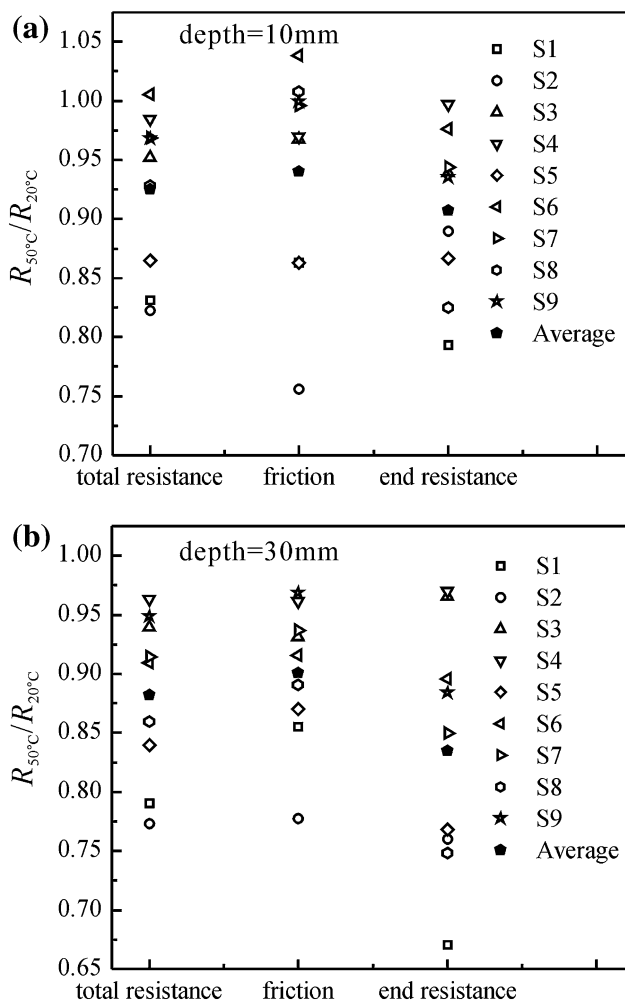 (a)
depth=10mm
R50°C/R20°C
1.05
1.00
0.95
0.90
0.85
0.80
0.75
0.70
total resistance
friction
end resistance
S1
S2
S3
S4
S5
S6
S7
S8
S9
Average
(b)
depth=30mm
R50°C/R20°C
1.00
0.95
0.90
0.85
0.80
0.75
0.70
0.65
total resistance
friction
end resistance
S1
S2
S3
S4
S5
S6
S7
S8
S9
Average